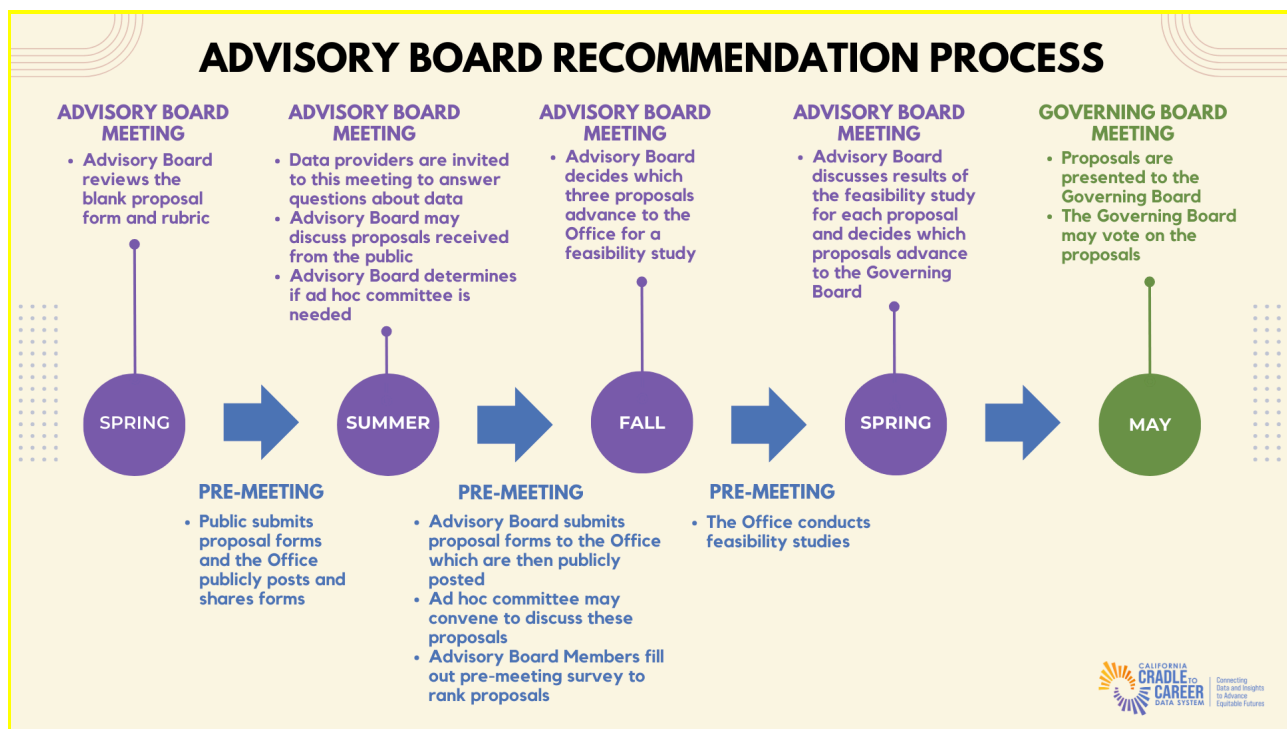 ADVISORY BOARD RECOMMENDATION PROCESS
ADVISORY BOARD
MEETING
• Advisory Board
reviews the
blank proposal
form and rubric
ADVISORY BOARD
MEETING
• Data providers are invited
to this meeting to answer
questions about data
• Advisory Board may
discuss proposals received
from the public
• Advisory Board determines
if ad hoc committee is
needed
ADVISORY BOARD
MEETING
• Advisory Board
decides which
three proposals
advance to the
Office for a
feasibility study
ADVISORY BOARD
MEETING
• Advisory Board
discusses results of
the feasibility study
for each proposal
and decides which
proposals advance
to the Governing
Board
GOVERNING BOARD
MEETING
• Proposals are
presented to the
Governing Board
• The Governing Board
may vote on the
proposals
SPRING
SUMMER
FALL
SPRING
MAY
PRE-MEETING
• Public submits
proposal forms
and the Office
publicly posts and
shares forms
PRE-MEETING
• Advisory Board submits
proposal forms to the Office
which are then publicly
posted
• Ad hoc committee may
convene to discuss these
proposals
• Advisory Board Members fill
out pre-meeting survey to
rank proposals
PRE-MEETING
• The Office conducts
feasibility studies
CALIFORNIA
CRADLE TO
CAREER
DATA SYSTEM
Connecting
Data and Insights
to Advance
Equitable Futures